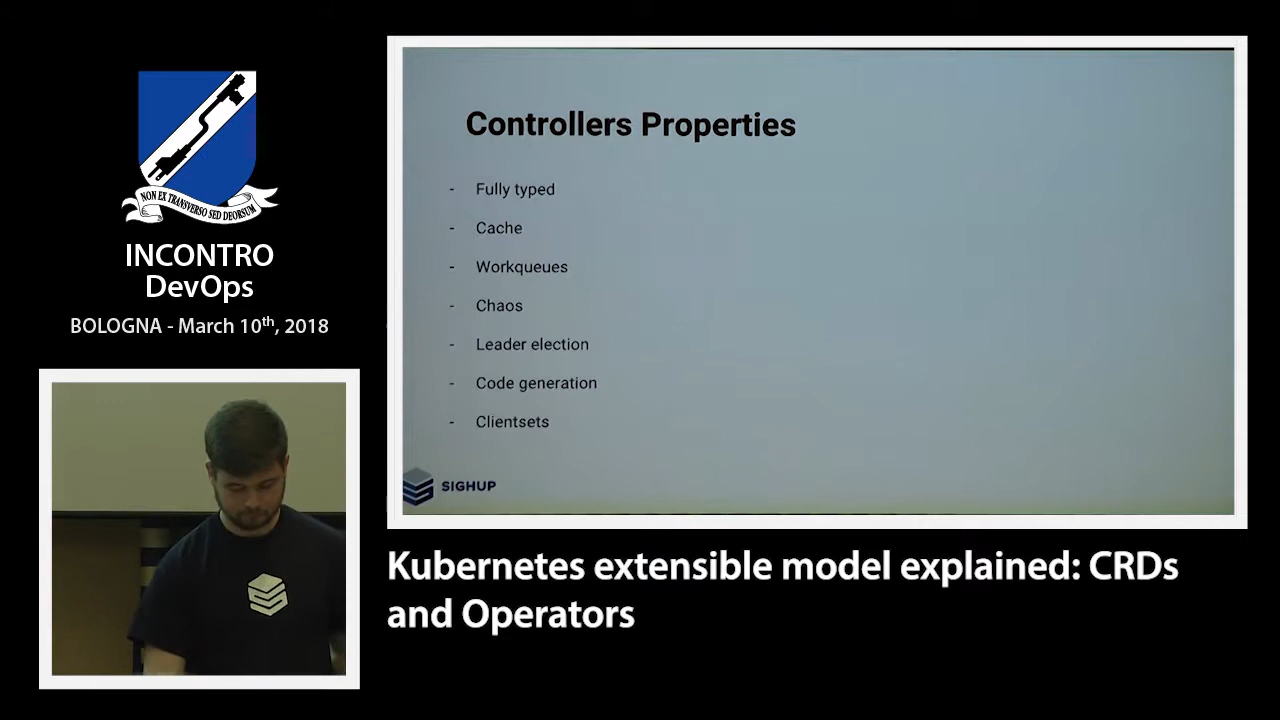 NON EX TRANSVERSO SED DEORSUM
INCONTRO
DevOps
BOLOGNA - March 10th, 2018
Controllers Properties
- Fully typed
- Cache
- Workqueues
- Chaos
- Leader election
- Code generation
- Clientsets
SIGHUP
Kubernetes extensible model explained: CRDs
and Operators